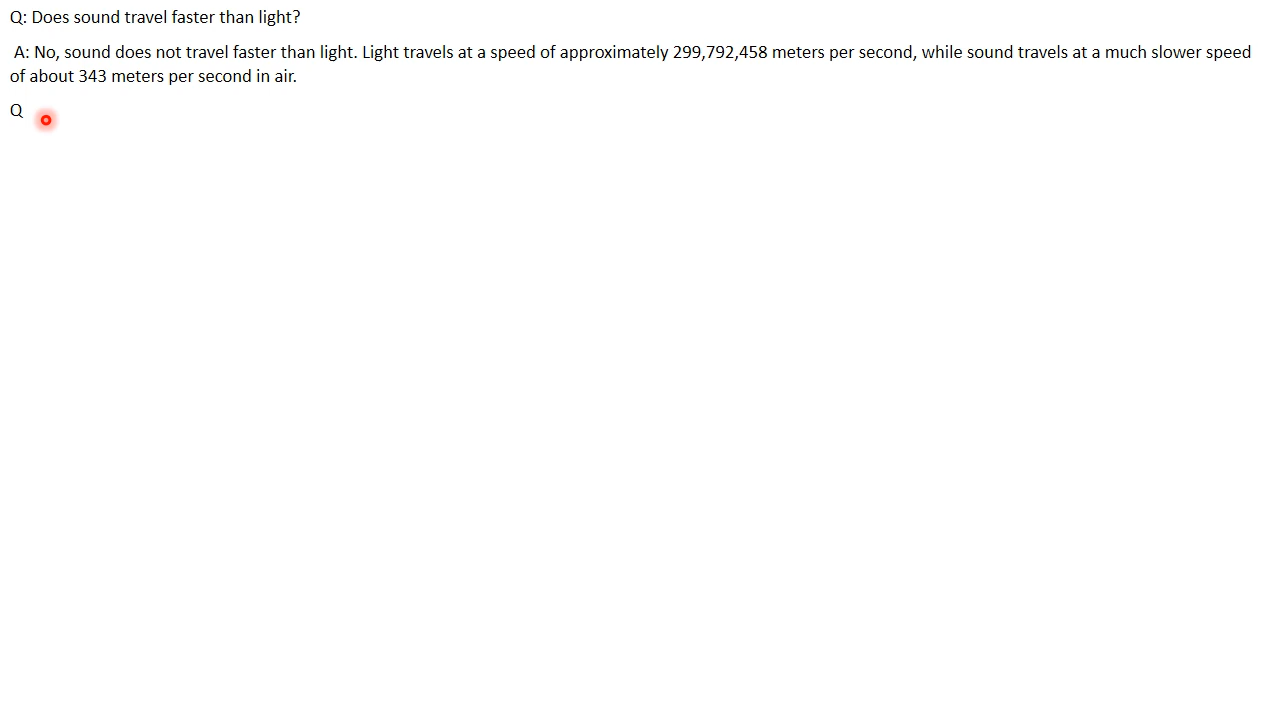 Q: Does sound travel faster than light?
A: No, sound does not travel faster than light. Light travels at a speed of approximately 299,792,458 meters per second, while sound travels at a much slower speed
of about 343 meters per second in air.
Q